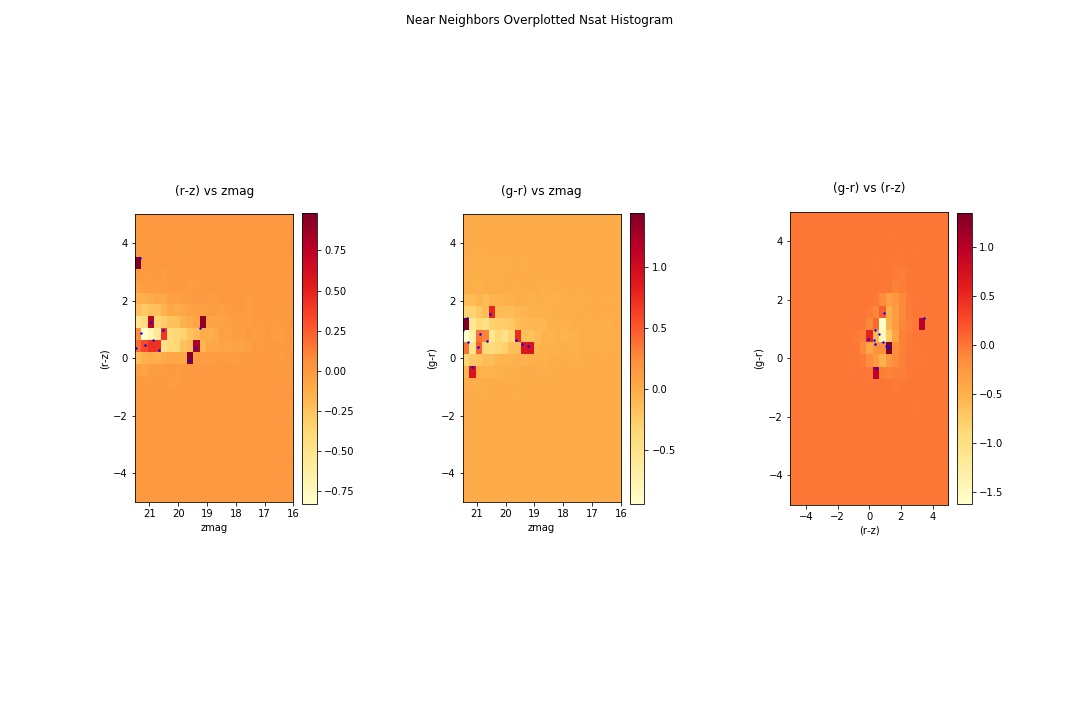 Near Neighbors Overplotted Nsat Histogram
(r-z) vs zmag
4
2
0
−2
−4
(r-z)
21 20 19 18 17 16
zmag
0.75
0.50
0.25
0.00
−0.25
−0.50
−0.75
(g-r) vs zmag
4
2
0
−2
−4
(g-r)
21 20 19 18 17 16
zmag
1.0
0.5
0.0
−0.5
(g-r) vs (r-z)
4
2
0
−2
−4
(g-r)
−4 −2 0 2 4
(r-z)
1.0
0.5
0.0
−0.5
−1.0
−1.5